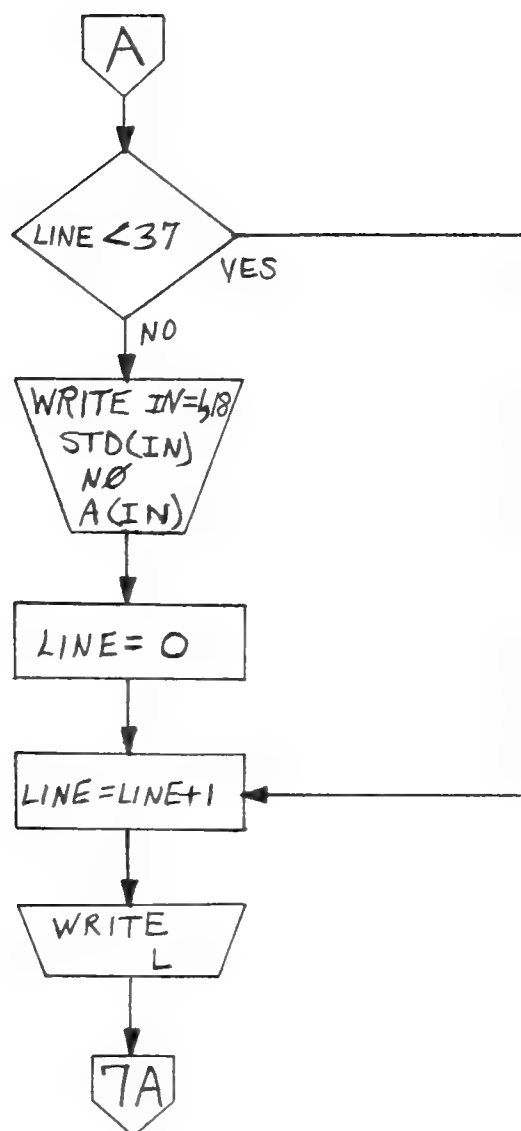 A
LINE <37
YES
NO
WRITE IN=1,18
STD(IN)
NØ
A(IN)
LINE = 0
LINE = LINE+1
WRITE
L
7A